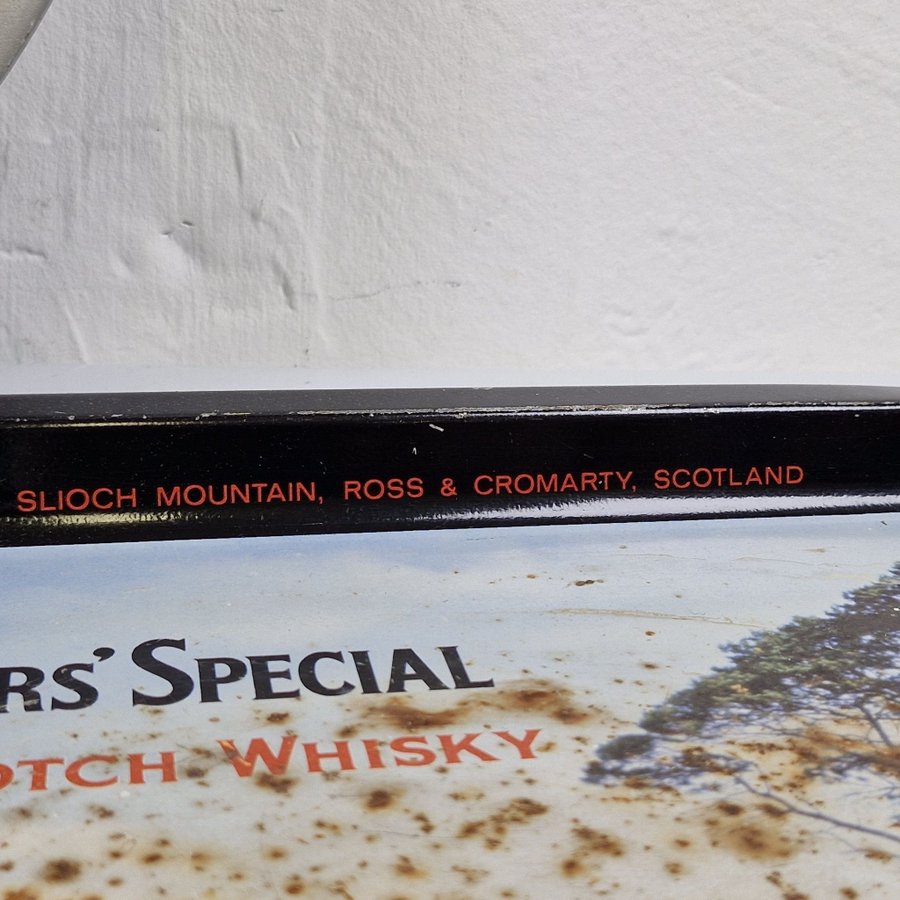 SLIOCH MOUNTAIN, ROSS & CROMARTY, SCOTLAND
RS' SPECIAL
OTCH WHISKY